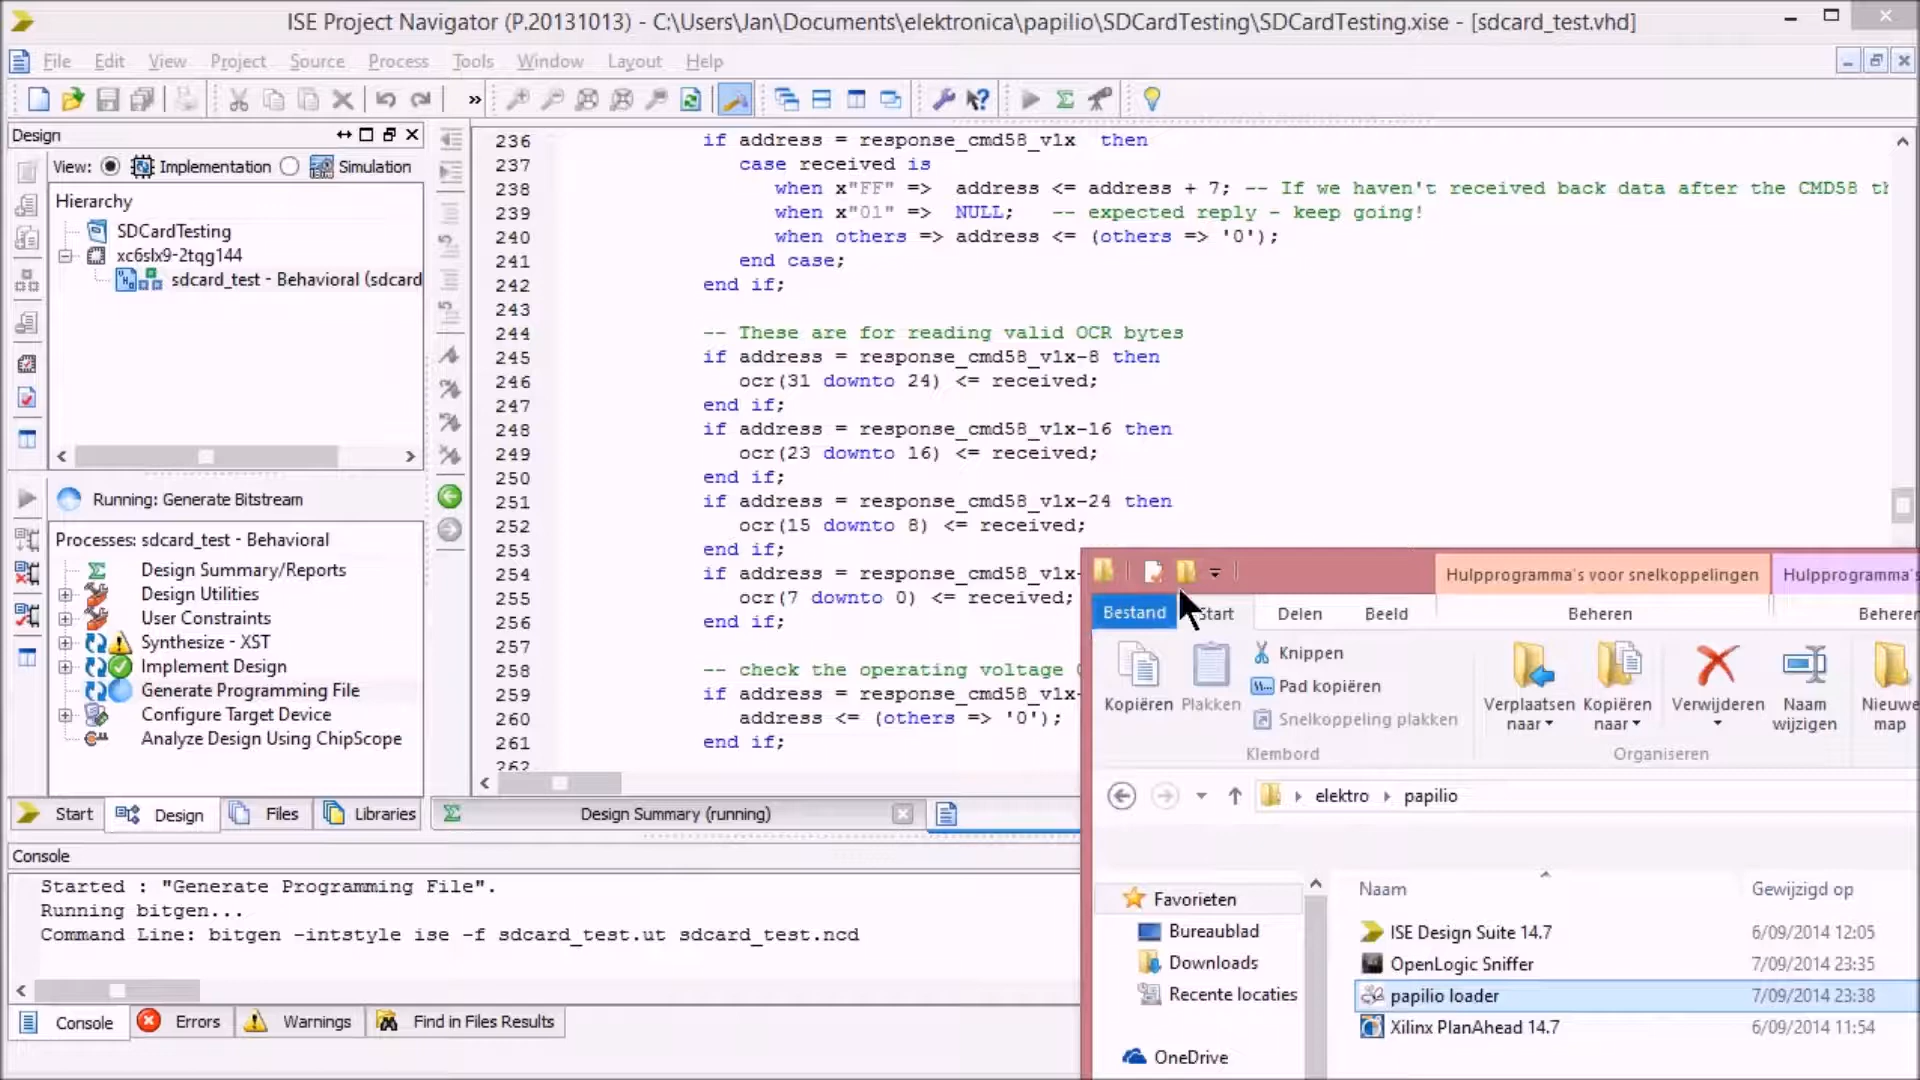 ISE Project Navigator (P.20131013) - C:\Users\Jan\Documents\elektronica\papilio\SDCardTesting\SDCardTesting.xise - [sdcard_test.vhd]
File Edit View Project Source Process Tools Window Layout Help
Design
View: Implementation Simulation
Hierarchy
SDCardTesting
xc6slx9-2tqg144
sdcard_test - Behavioral (sdcard
Running: Generate Bitstream
Processes: sdcard_test - Behavioral
Design Summary/Reports
Design Utilities
User Constraints
Synthesize - XST
Implement Design
Generate Programming File
Configure Target Device
Analyze Design Using ChipScope
Start Design Files Libraries
236 if address = response_cmd58_v1x then
237 case received is
238 when x"FF" => address <= address + 7; -- If we haven't received back data after the CMD58 th
239 when x"01" => NULL; -- expected reply - keep going!
240 when others => address <= (others => '0');
241 end case;
242 end if;
243
244 -- These are for reading valid OCR bytes
245 if address = response_cmd58_v1x-8 then
246 ocr(31 downto 24) <= received;
247 end if;
248 if address = response_cmd58_v1x-16 then
249 ocr(23 downto 16) <= received;
250 end if;
251 if address = response_cmd58_v1x-24 then
252 ocr(15 downto 8) <= received;
253 end if;
254 if address = response_cmd58_v1x-
255 ocr(7 downto 0) <= received;
256 end if;
257
258 -- check the operating voltage
259 if address = response_cmd58_v1x-
260 address <= (others => '0');
261 end if;
262
Design Summary (running)
Console
Started : "Generate Programming File".
Running bitgen...
Command Line: bitgen -intstyle ise -f sdcard_test.ut sdcard_test.ncd
Console Errors Warnings Find in Files Results
Hulpprogramma's voor snelkoppelingen Hulpprogramma's
Bestand Start Delen Beeld Beheren Beheren
Kopiëren Plakken
Knippen
Pad kopiëren
Snelkoppeling plakken
Klembord
Verplaatsen naar
Kopiëren naar
Verwijderen
Naam wijzigen
Nieuwe map
Organiseren
elektro papilio
Favorieten
Bureaublad
Downloads
Recente locaties
OneDrive
Naam Gewijzigd op
ISE Design Suite 14.7 6/09/2014 12:05
OpenLogic Sniffer 7/09/2014 23:35
papilio loader 7/09/2014 23:38
Xilinx PlanAhead 14.7 6/09/2014 11:54